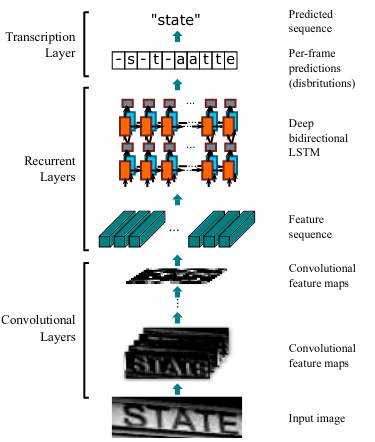 "state"
Predicted
sequence
Transcription
Layer
-s-t-aatte
Per-frame
predictions
(disbritutions)
Deep
bidirectional
LSTM
Recurrent
Layers
...
Feature
sequence
Convolutional
feature maps
Convolutional
Layers
STATE
Convolutional
feature maps
STATE
Input image